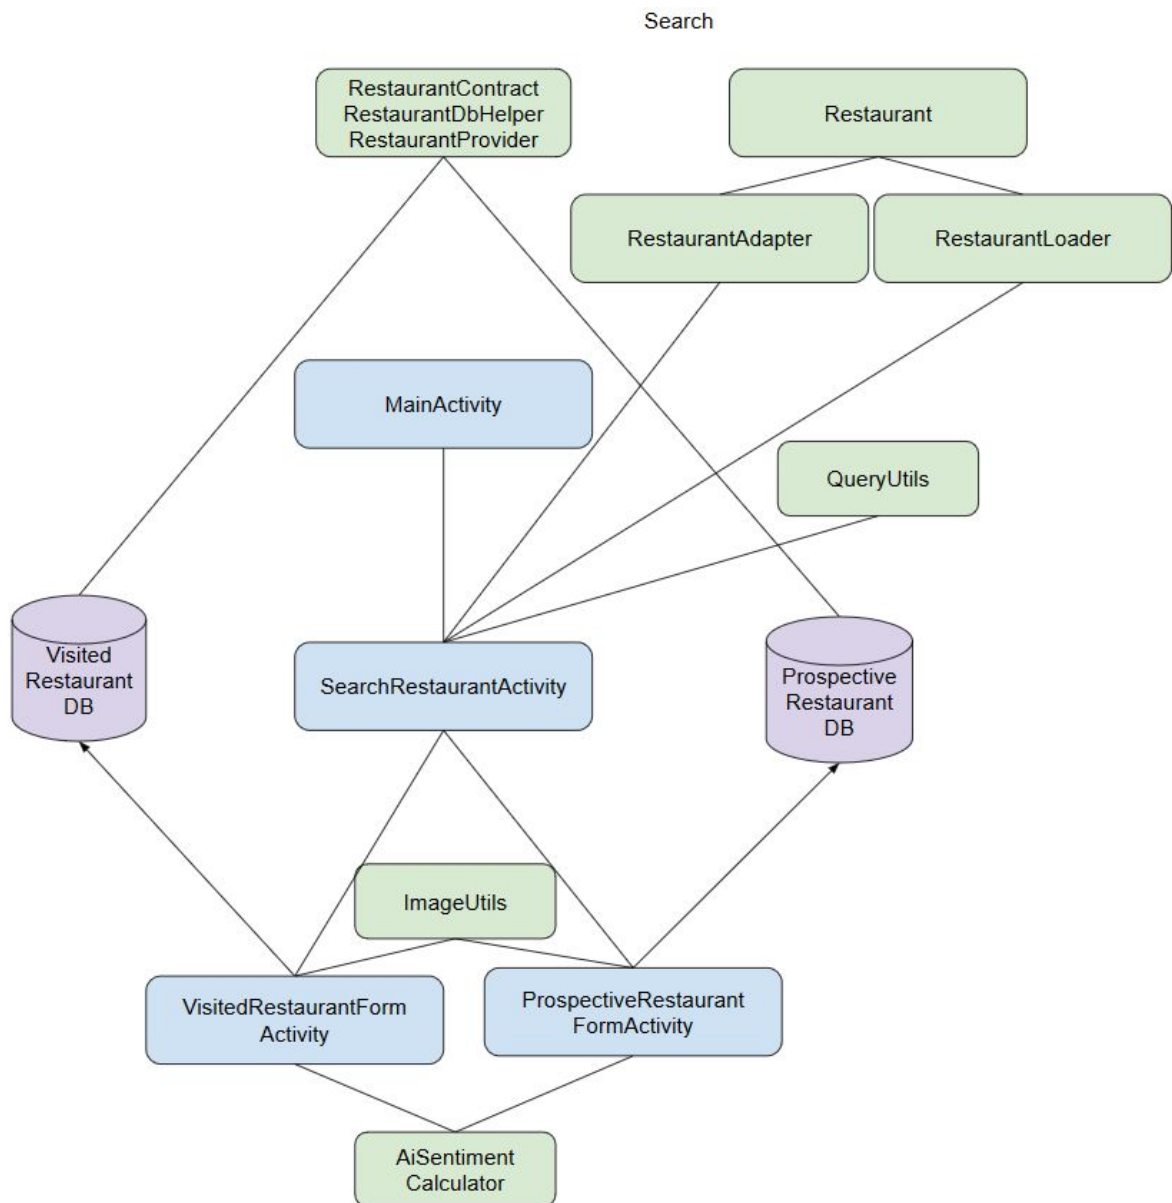 Search
RestaurantContract
RestaurantDbHelper
RestaurantProvider
Restaurant
RestaurantAdapter
RestaurantLoader
MainActivity
QueryUtils
Visited
Restaurant
DB
SearchRestaurantActivity
Prospective
Restaurant
DB
ImageUtils
VisitedRestaurantForm
Activity
ProspectiveRestaurant
FormActivity
AiSentiment
Calculator